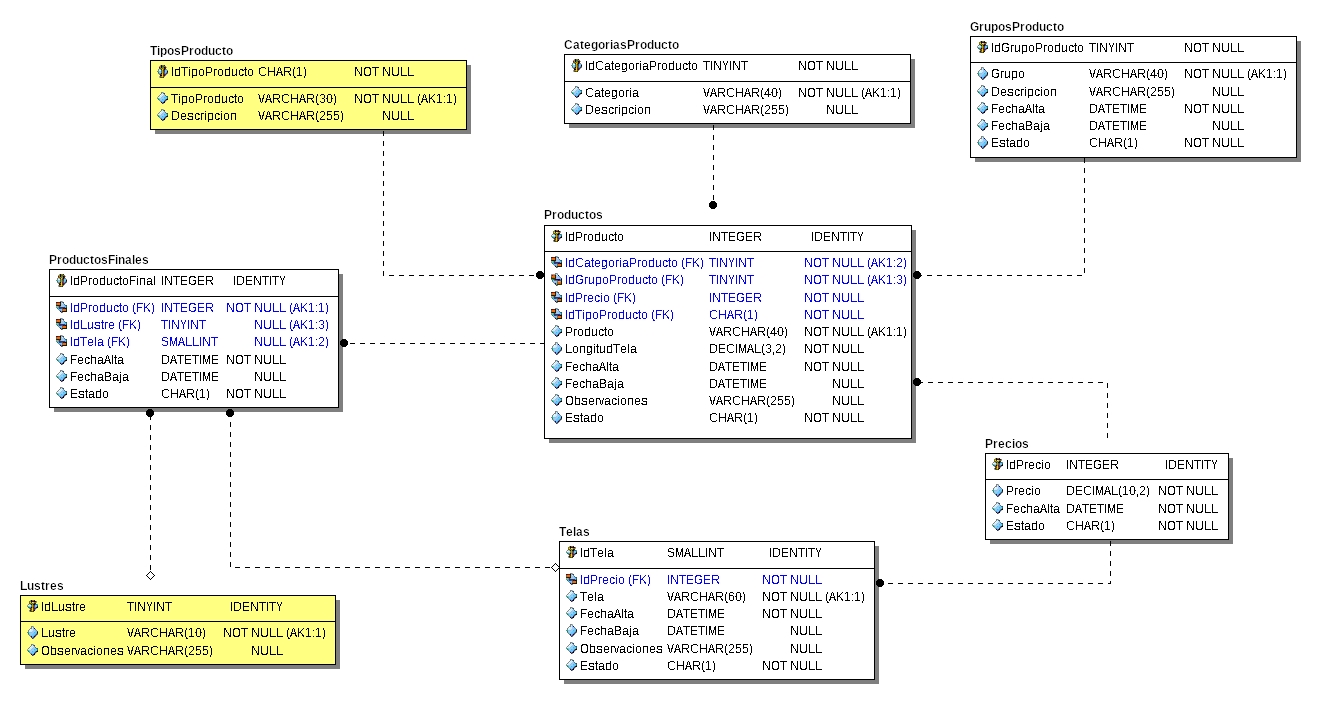 TiposProducto
IdTipoProducto CHAR(1) NOT NULL
TipoProducto VARCHAR(30) NOT NULL (AK1:1)
Descripcion VARCHAR(255) NULL
CategoriasProducto
IdCategoriaProducto TINYINT NOT NULL
Categoria VARCHAR(40) NOT NULL (AK1:1)
Descripcion VARCHAR(255) NULL
GruposProducto
IdGrupoProducto TINYINT NOT NULL
Grupo VARCHAR(40) NOT NULL (AK1:1)
Descripcion VARCHAR(255) NULL
FechaAlta DATETIME NOT NULL
FechaBaja DATETIME NULL
Estado CHAR(1) NOT NULL
Productos
IdProducto INTEGER IDENTITY
IdCategoriaProducto (FK) TINYINT NOT NULL (AK1:2)
IdGrupoProducto (FK) TINYINT NOT NULL (AK1:3)
IdPrecio (FK) INTEGER NOT NULL
IdTipoProducto (FK) CHAR(1) NOT NULL
Producto VARCHAR(40) NOT NULL (AK1:1)
LongitudTela DECIMAL(3,2) NOT NULL
FechaAlta DATETIME NOT NULL
FechaBaja DATETIME NULL
Observaciones VARCHAR(255) NULL
Estado CHAR(1) NOT NULL
ProductosFinales
IdProductoFinal INTEGER IDENTITY
IdProducto (FK) INTEGER NOT NULL (AK1:1)
IdLustre (FK) TINYINT NULL (AK1:3)
IdTela (FK) SMALLINT NULL (AK1:2)
FechaAlta DATETIME NOT NULL
FechaBaja DATETIME NULL
Estado CHAR(1) NOT NULL
Precios
IdPrecio INTEGER IDENTITY
Precio DECIMAL(10,2) NOT NULL
FechaAlta DATETIME NOT NULL
Estado CHAR(1) NOT NULL
Telas
IdTela SMALLINT IDENTITY
IdPrecio (FK) INTEGER NOT NULL
Tela VARCHAR(60) NOT NULL (AK1:1)
FechaAlta DATETIME NOT NULL
FechaBaja DATETIME NULL
Observaciones VARCHAR(255) NULL
Estado CHAR(1) NOT NULL
Lustres
IdLustre TINYINT IDENTITY
Lustre VARCHAR(10) NOT NULL (AK1:1)
Observaciones VARCHAR(255) NULL